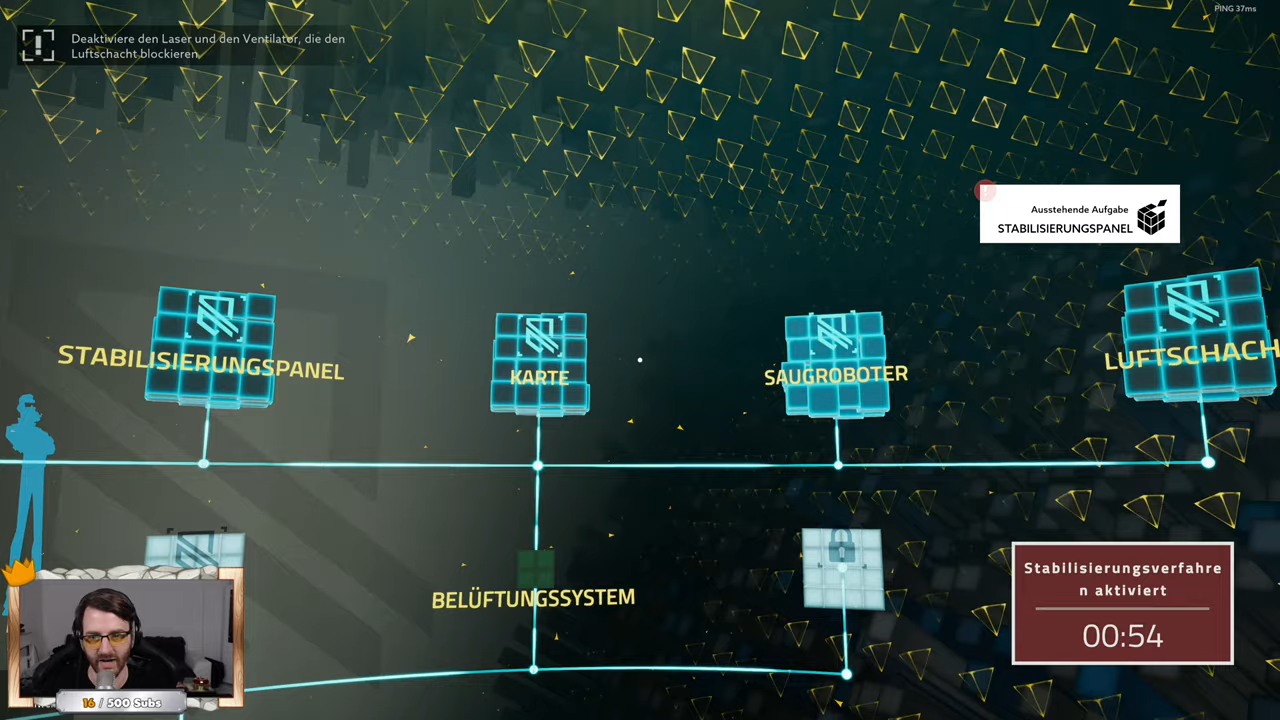 PING 37ms
Deaktiviere den Laser und den Ventilator, die den
Luftschacht blockieren.
Ausstehende Aufgabe
STABILISIERUNGSPANEL
STABILISIERUNGSPANEL
KARTE
SAUGROBOTER
LUFTSCHACH
BELÜFTUNGSSYSTEM
Stabilisierungsverfahre
n aktiviert
00:54
16 / 500 Subs